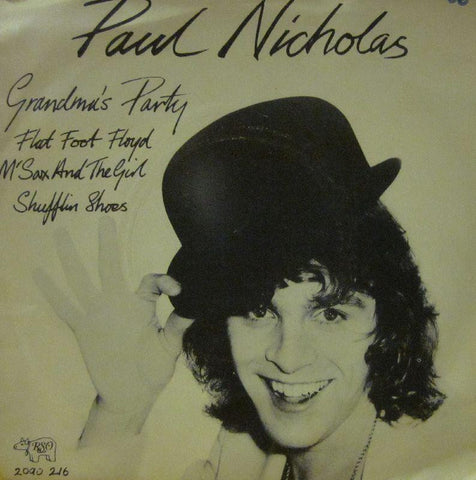 Paul Nicholas
Grandma's Party
Flat Foot Floyd
M'Sax And The Girl
Shufflin Shoes
RSO
2090 216